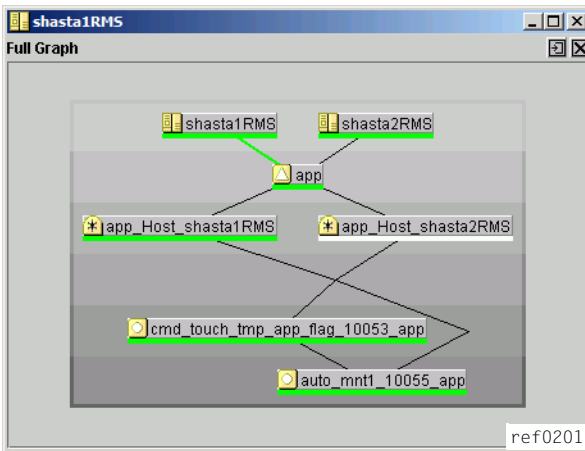 shasta1RMS
Full Graph
shasta1RMS
shasta2RMS
app
app_Host_shasta1RMS
app_Host_shasta2RMS
cmd_touch_tmp_app_flag_10053_app
auto_mnt1_10055_app
ref0201